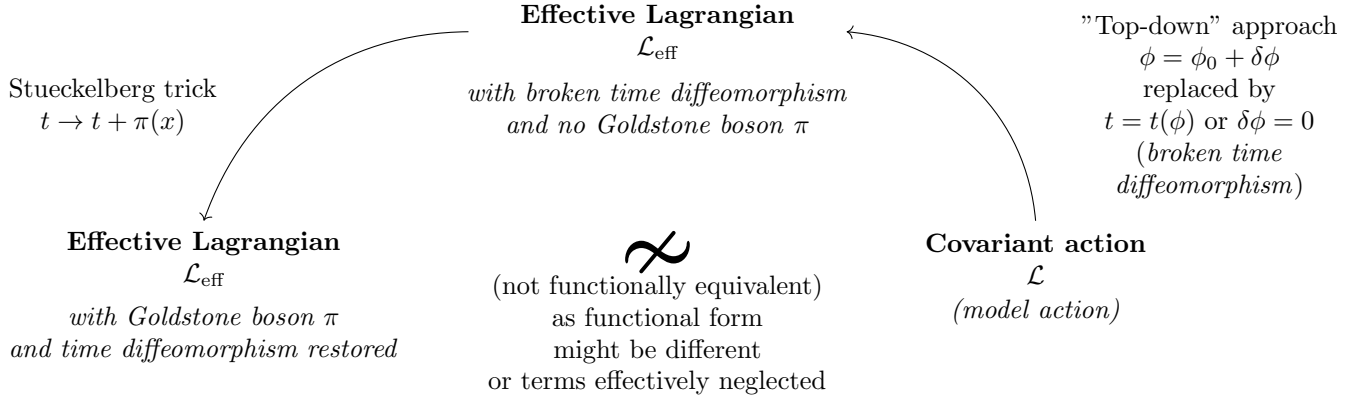 Effective Lagrangian
ℒ_eff
with broken time diffeomorphism
and no Goldstone boson π
"Top-down" approach
ϕ = ϕ₀ + δϕ
replaced by
t = t(ϕ) or δϕ = 0
(broken time
diffeomorphism)
Stueckelberg trick
t → t + π(x)
Effective Lagrangian
ℒ_eff
with Goldstone boson π
and time diffeomorphism restored
≁
(not functionally equivalent)
as functional form
might be different
or terms effectively neglected
Covariant action
ℒ
(model action)